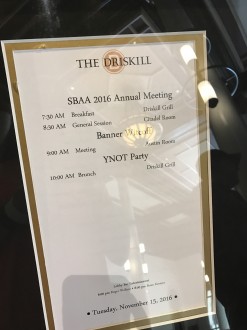 THE DRISKILL
SBAA 2016 Annual Meeting
7:30 AM Breakfast Driskill Grill
8:30 AM General Session Citadel Room
Banner
9:00 AM Meeting Austin Room
YNOT Party
10:00 AM Brunch Driskill Grill
• Tuesday, November 15, 2016 •